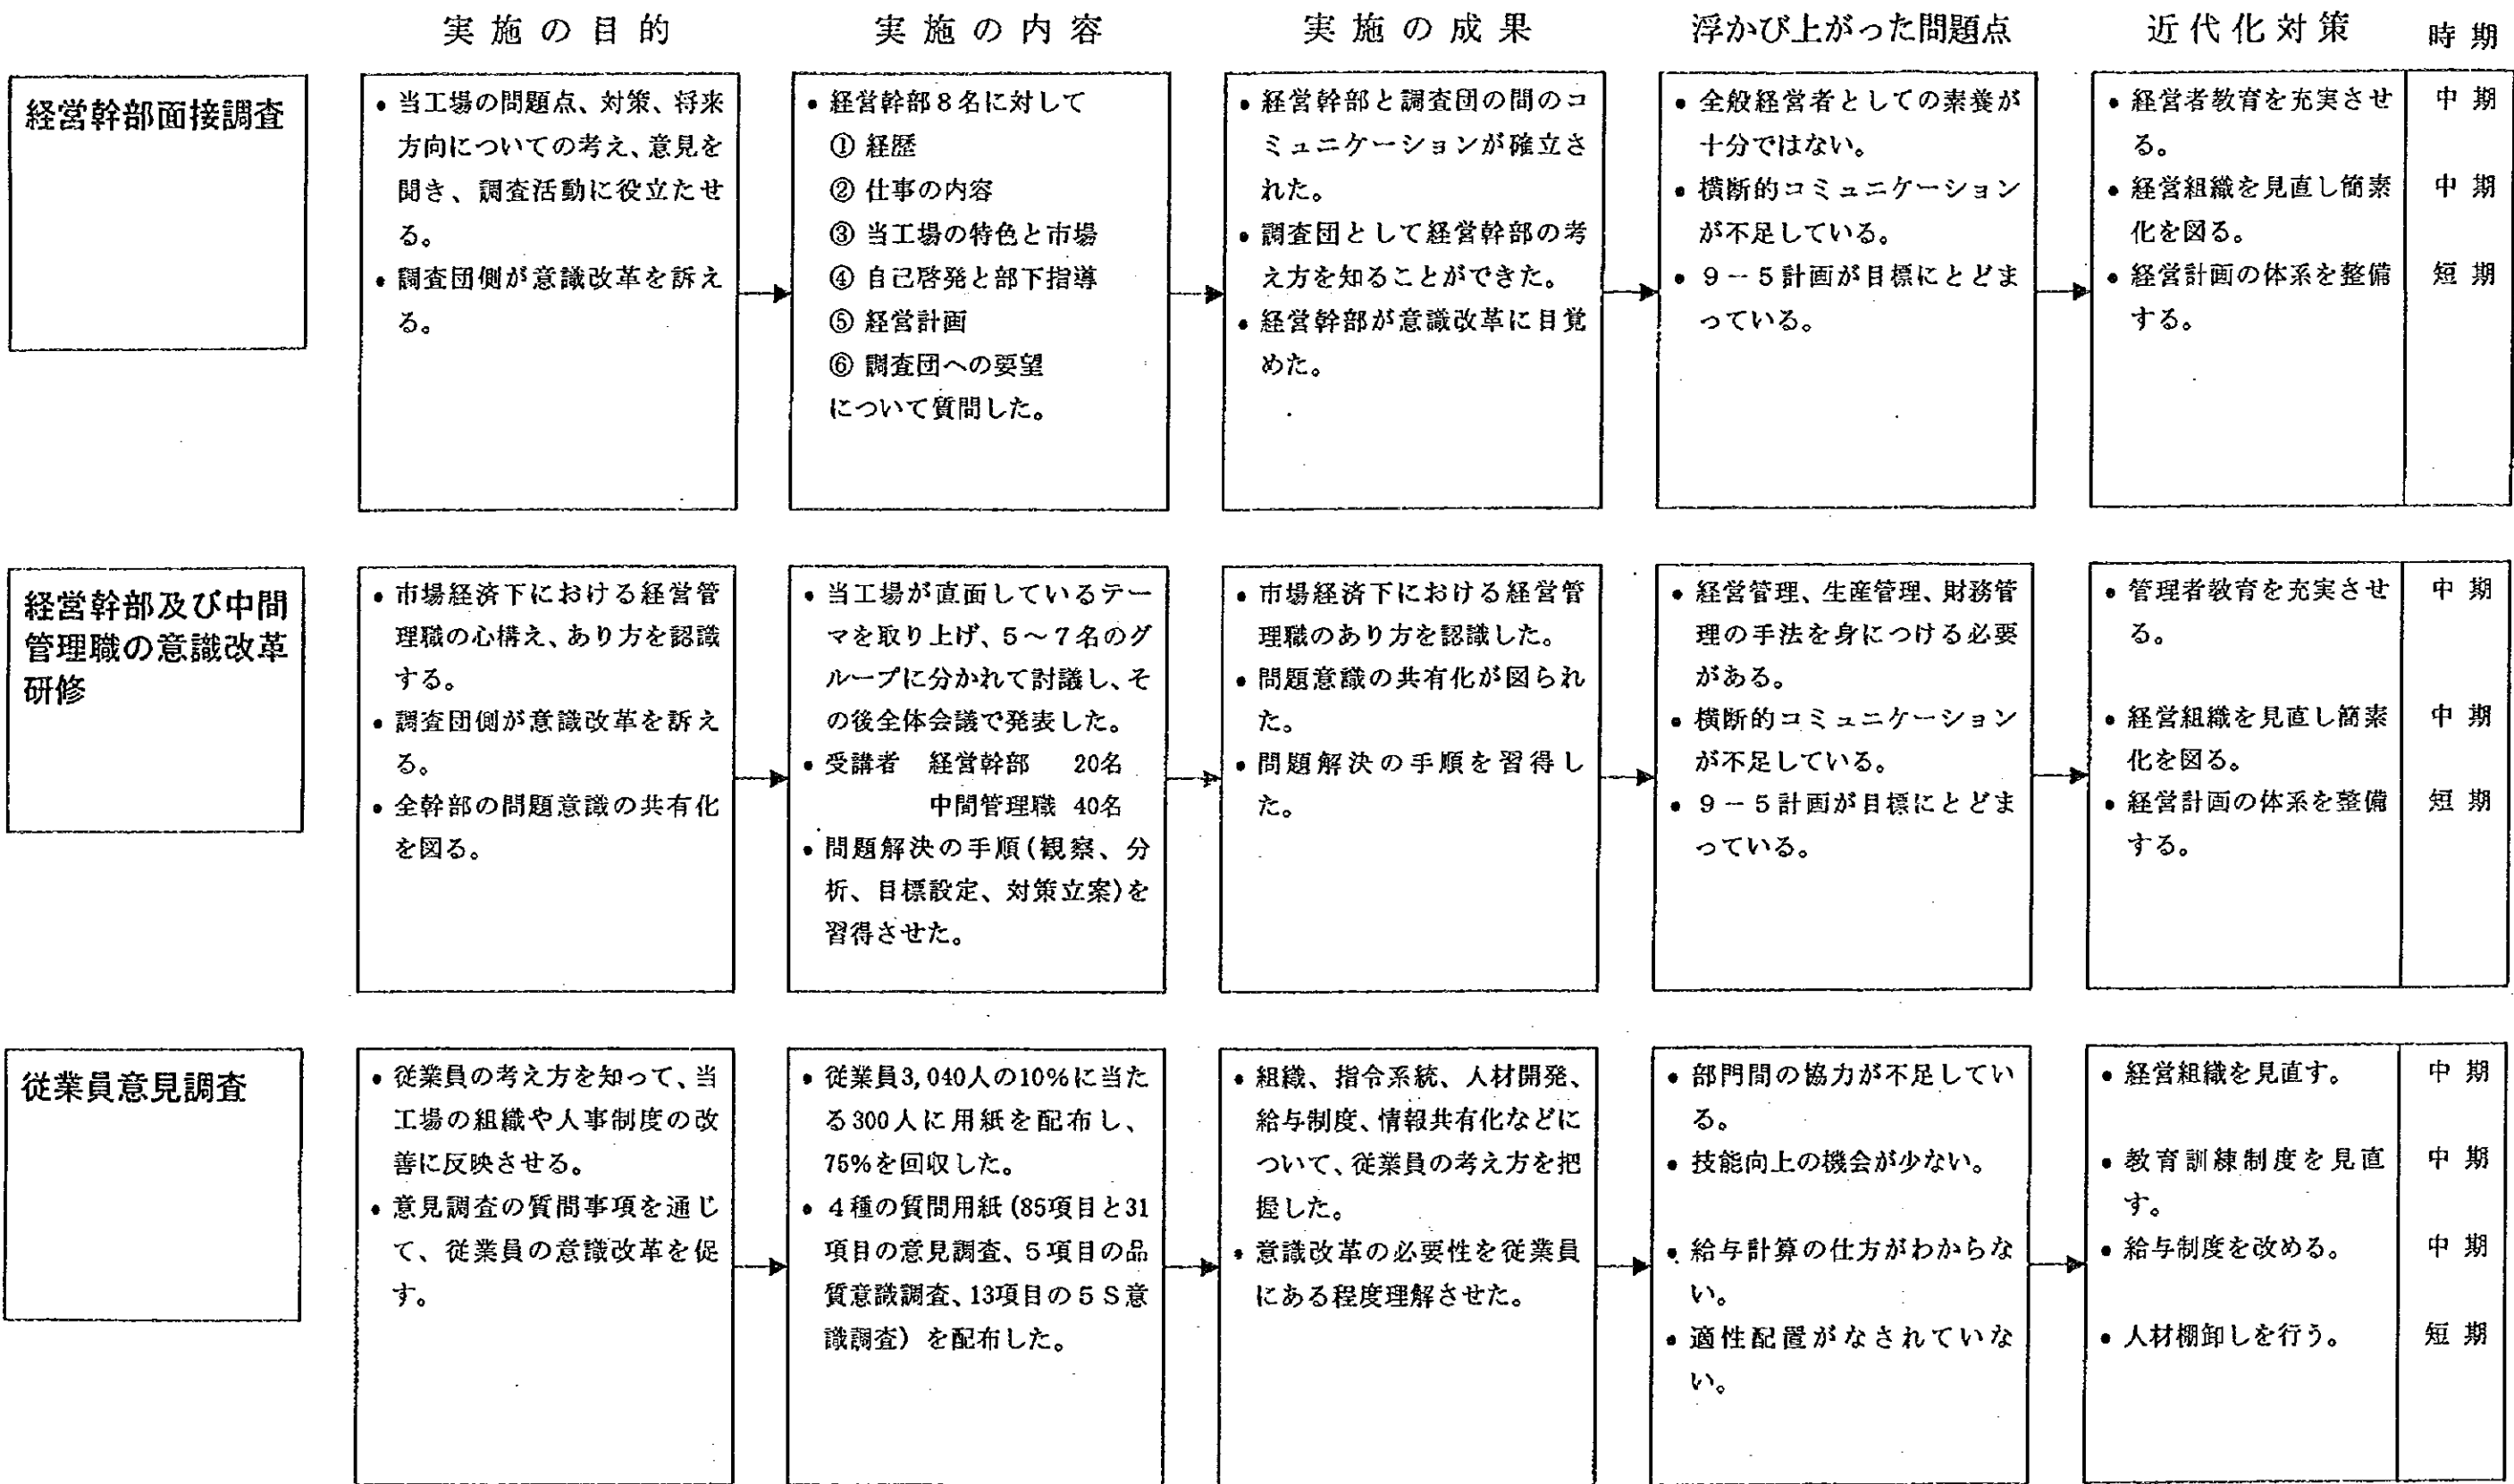 実施の目的
実施の内容
実施の成果
浮かび上がった問題点
近代化対策
時期
経営幹部面接調査
• 当工場の問題点、対策、将来
方向についての考え、意見を
聞き、調査活動に役立たせ
る。
• 調査団側が意識改革を訴え
る。
• 経営幹部8名に対して
① 経歴
② 仕事の内容
③ 当工場の特色と市場
④ 自己啓発と部下指導
⑤ 経営計画
⑥ 調査団への要望
について質問した。
• 経営幹部と調査団の間のコ
ミュニケーションが確立さ
れた。
• 調査団として経営幹部の考
え方を知ることができた。
• 経営幹部が意識改革に目覚
めた。
• 全般経営者としての素養が
十分ではない。
• 横断的コミュニケーション
が不足している。
• 9-5計画が目標にとどま
っている。
• 経営者教育を充実させ
る。
• 経営組織を見直し簡素
化を図る。
• 経営計画の体系を整備
する。
中期
中期
短期
経営幹部及び中間
管理職の意識改革
研修
• 市場経済下における経営管
理職の心構え、あり方を認識
する。
• 調査団側が意識改革を訴え
る。
• 全幹部の問題意識の共有化
を図る。
• 当工場が直面しているテー
マを取り上げ、5~7名のグ
ループに分かれて討議し、そ
の後全体会議で発表した。
• 受講者 経営幹部 20名
中間管理職 40名
• 問題解決の手順(観察、分
析、目標設定、対策立案)を
習得させた。
• 市場経済下における経営管
理職のあり方を認識した。
• 問題意識の共有化が図られ
た。
• 問題解決の手順を習得し
た。
• 経営管理、生産管理、財務管
理の手法を身につける必要
がある。
• 横断的コミュニケーション
が不足している。
• 9-5計画が目標にとどま
っている。
• 管理者教育を充実させ
る。
• 経営組織を見直し簡素
化を図る。
• 経営計画の体系を整備
する。
中期
中期
短期
従業員意見調査
• 従業員の考え方を知って、当
工場の組織や人事制度の改
善に反映させる。
• 意見調査の質問事項を通じ
て、従業員の意識改革を促
す。
• 従業員3,040人の10%に当た
る300人に用紙を配布し、
75%を回収した。
• 4種の質問用紙(85項目と31
項目の意見調査、5項目の品
質意識調査、13項目の5S意
識調査)を配布した。
• 組織、指令系統、人材開発、
給与制度、情報共有化などに
ついて、従業員の考え方を把
握した。
• 意識改革の必要性を従業員
にある程度理解させた。
• 部門間の協力が不足してい
る。
• 技能向上の機会が少ない。
• 給与計算の仕方がわからな
い。
• 適性配置がなされていな
い。
• 経営組織を見直す。
• 教育訓練制度を見直
す。
• 給与制度を改める。
• 人材棚卸しを行う。
中期
中期
中期
短期